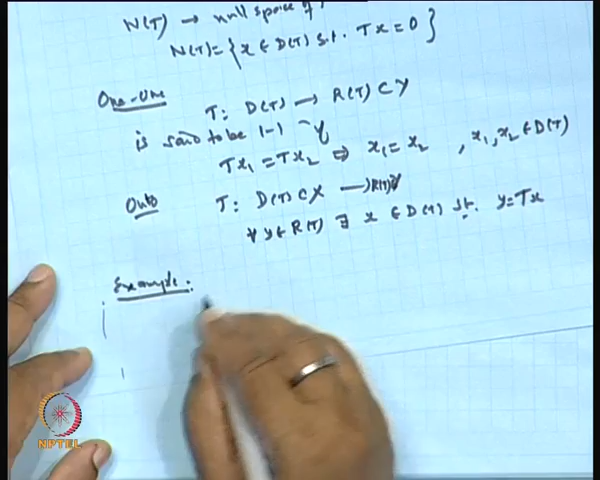 N(T) → null space of
N(T) = { x ∈ D(T) s.t. Tx = 0 }
One-One
T : D(T) → R(T) ⊂ Y
is said to be 1-1 if
Tx₁ = Tx₂ ⇒ x₁ = x₂ , x₁, x₂ ∈ D(T)
Onto T : D(T) ⊂ X → R(T)
∀ y ∈ R(T) ∃ x ∈ D(T) s.t. y = Tx
Example :
NPTEL